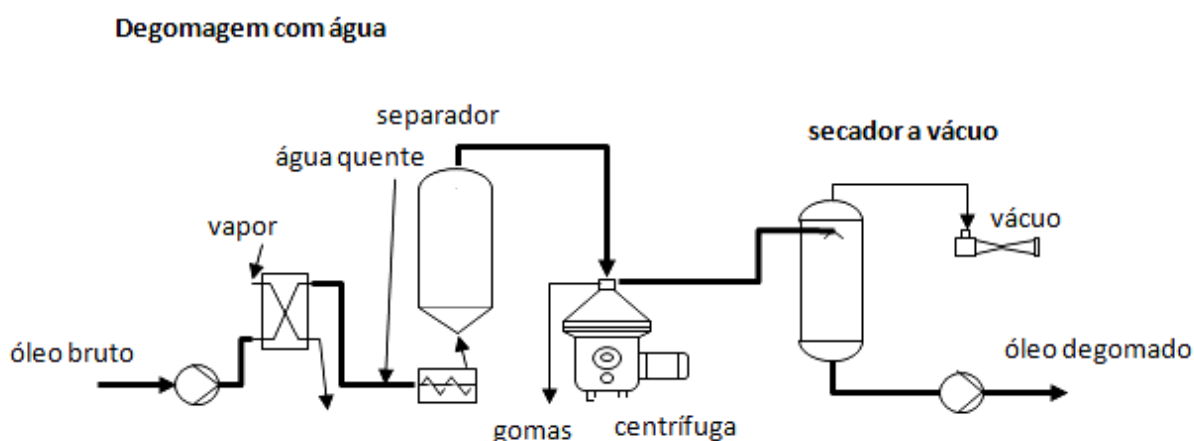 Degomagem com água
separador
secador a vácuo
água quente
vapor
vácuo
óleo bruto
óleo degomado
gomas
centrífuga